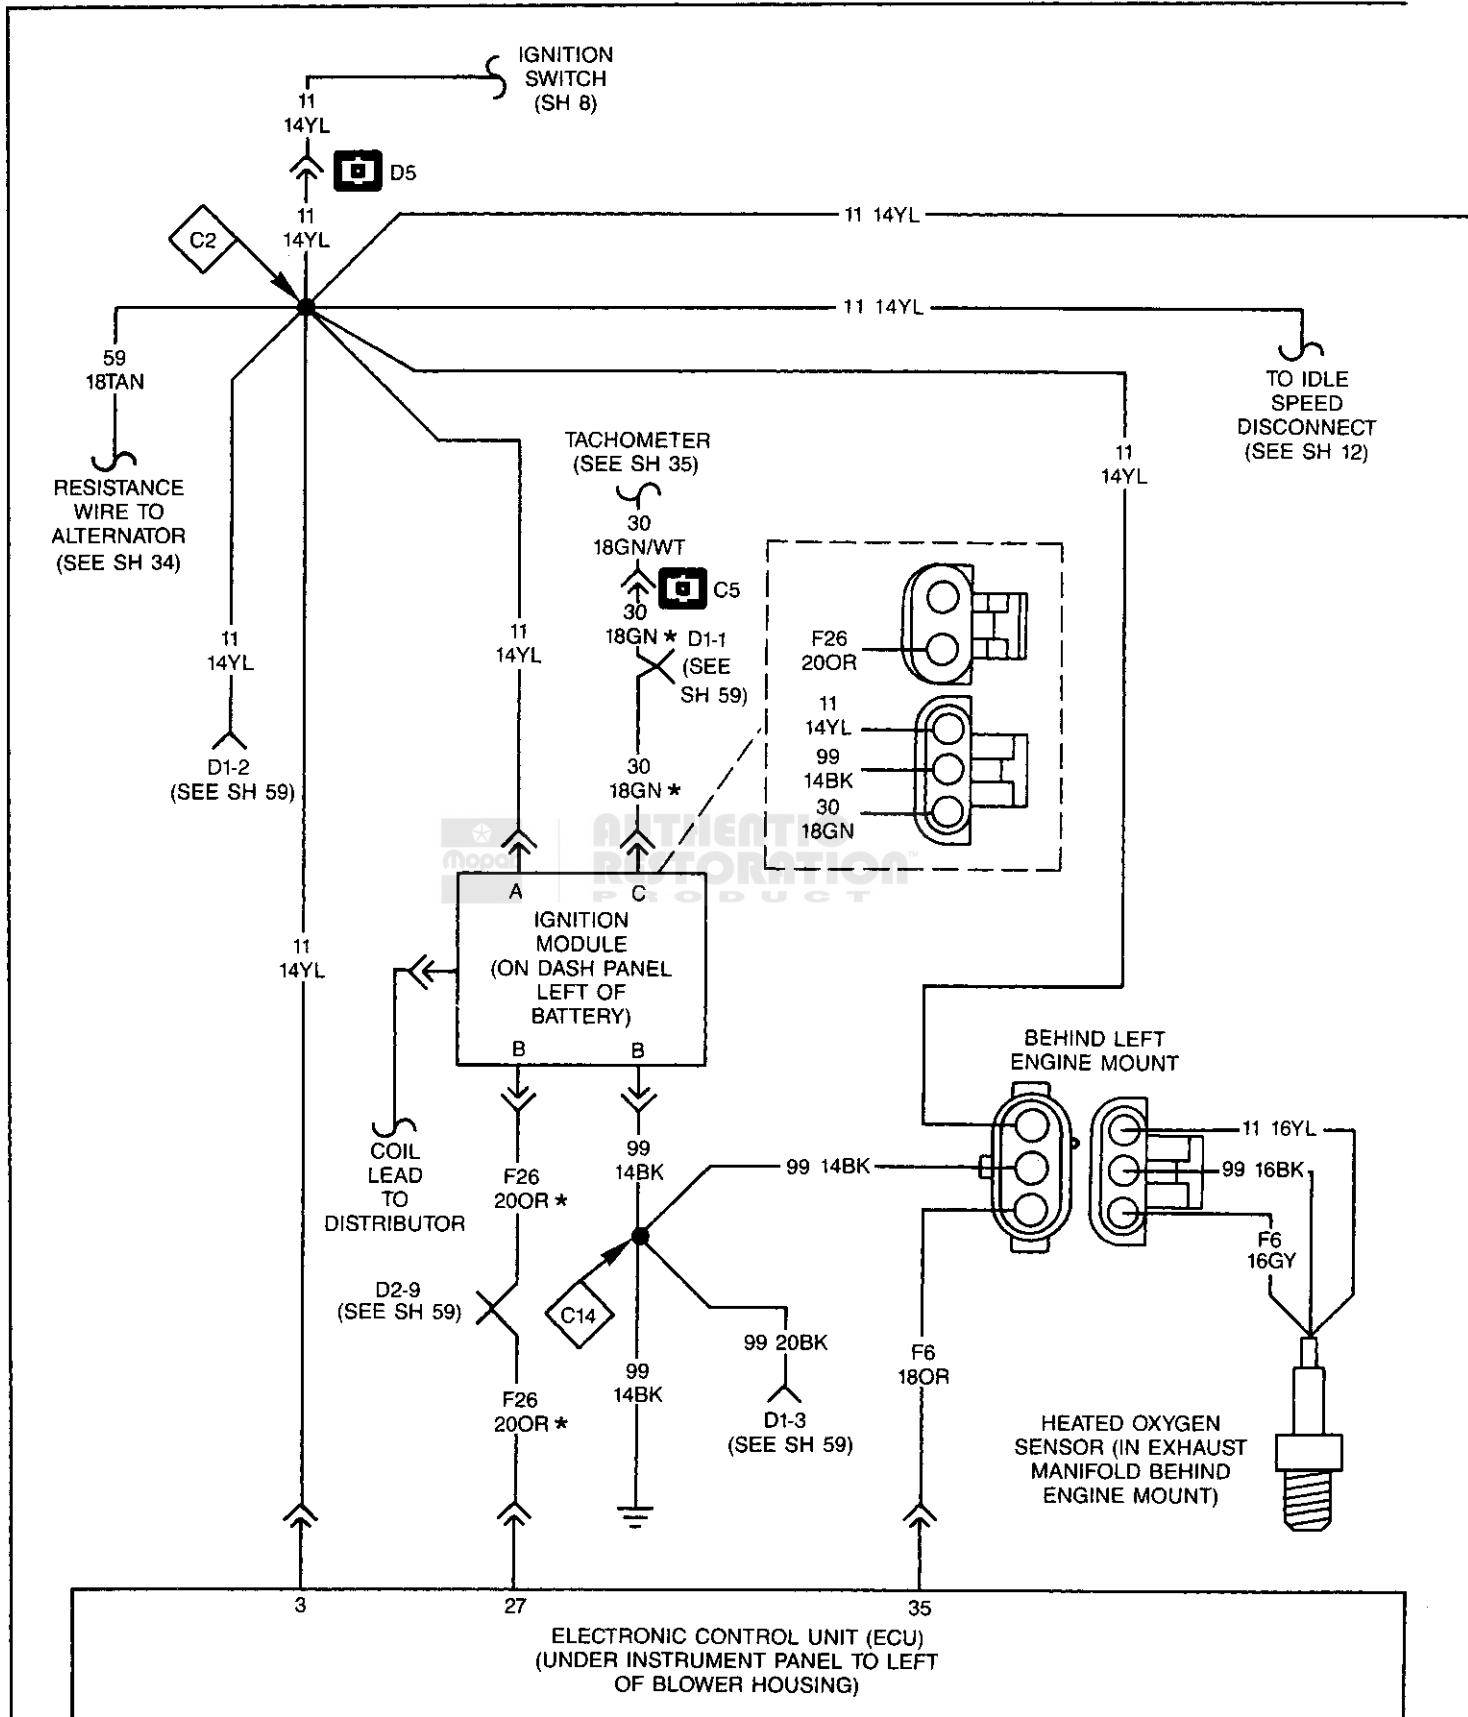 IGNITION
SWITCH
(SH 8)
11
14YL
D5
11
14YL
11 14YL
C2
11 14YL
59
18TAN
TO IDLE
SPEED
DISCONNECT
(SEE SH 12)
TACHOMETER
(SEE SH 35)
11
14YL
RESISTANCE
WIRE TO
ALTERNATOR
(SEE SH 34)
30
18GN/WT
C5
30
18GN *
D1-1
(SEE
SH 59)
F26
20OR
11
14YL
11
14YL
11
14YL
99
14BK
30
18GN
D1-2
(SEE SH 59)
30
18GN *
Mopar
AUTHENTIC
RESTORATION™
PRODUCT
A
C
IGNITION
MODULE
(ON DASH PANEL
LEFT OF
BATTERY)
B
B
11
14YL
BEHIND LEFT
ENGINE MOUNT
COIL
LEAD
TO
DISTRIBUTOR
F26
20OR *
99
14BK
99 14BK
11 16YL
99 16BK
F6
16GY
D2-9
(SEE SH 59)
C14
99 20BK
F6
18OR
99
14BK
F26
20OR *
D1-3
(SEE SH 59)
HEATED OXYGEN
SENSOR (IN EXHAUST
MANIFOLD BEHIND
ENGINE MOUNT)
3
27
35
ELECTRONIC CONTROL UNIT (ECU)
(UNDER INSTRUMENT PANEL TO LEFT
OF BLOWER HOUSING)